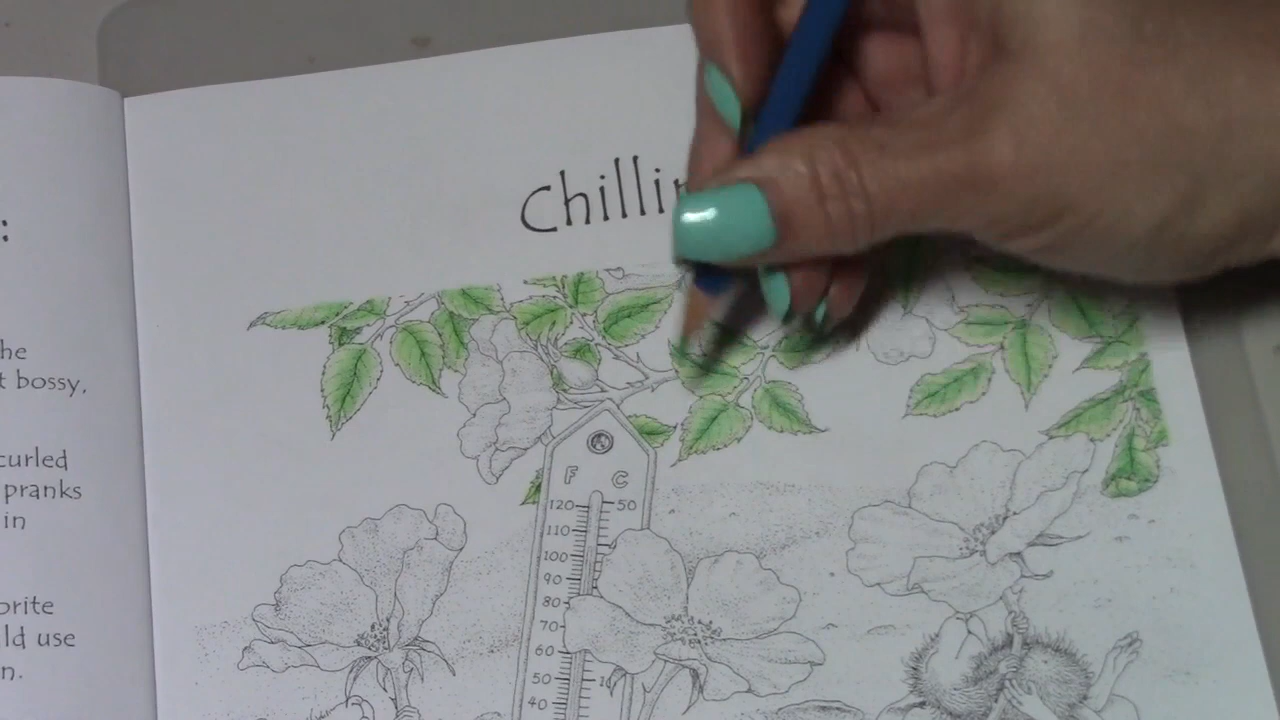 :
he
t bossy,
curled
pranks
in
orite
ld use
n.
Chillin
F C
120 50
110
100
90
80
70
60
50 1
40